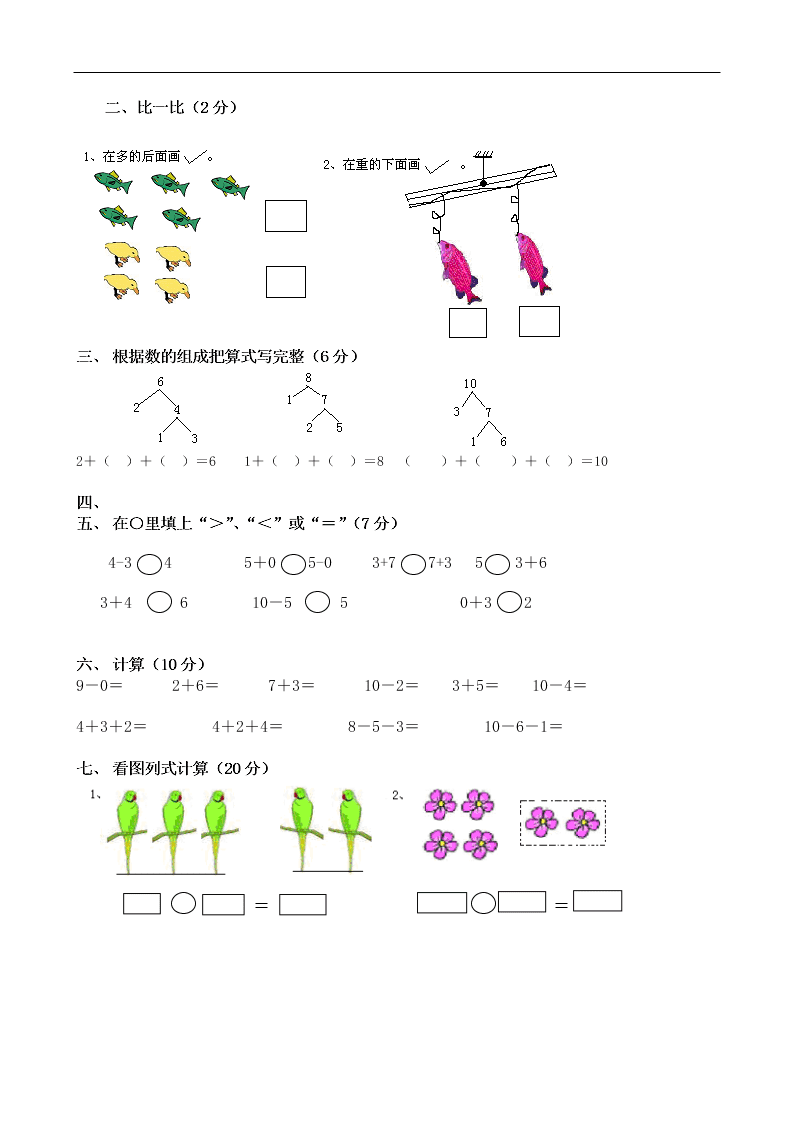 二、比一比（2 分）
1、在多的后面画 。
2、在重的下面画 。
三、 根据数的组成把算式写完整（6 分）
6
2 4
1 3
8
1 7
2 5
10
3 7
1 6
2＋（ ）＋（ ）＝6 1＋（ ）＋（ ）＝8 （ ）＋（ ）＋（ ）＝10
四、
五、 在○里填上“＞”、“＜”或“＝”（7 分）
4-3○4 5＋0○5-0 3+7○7+3 5○3＋6
3＋4 ○ 6 10－5 ○ 5 0＋3○2
六、 计算（10 分）
9－0＝ 2＋6＝ 7＋3＝ 10－2＝ 3＋5＝ 10－4＝
4＋3＋2＝ 4＋2＋4＝ 8－5－3＝ 10－6－1＝
七、 看图列式计算（20 分）
1、 2、
□○□＝□ □○□＝□